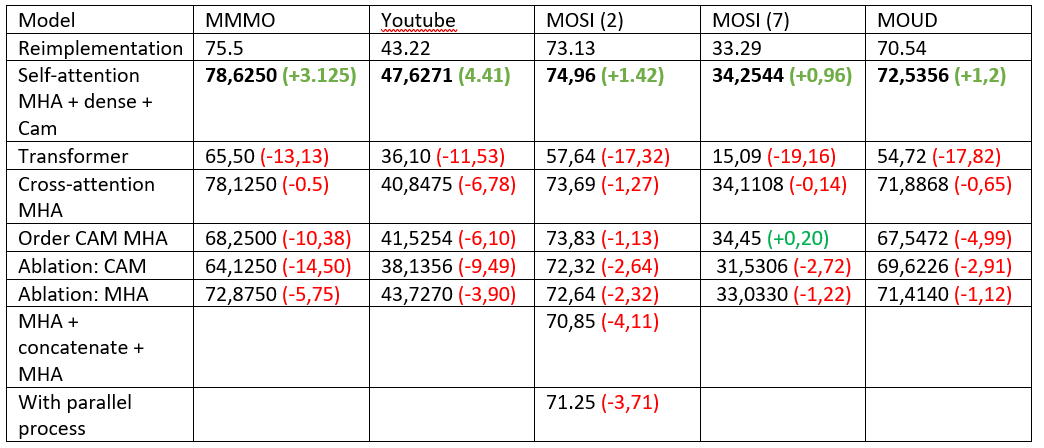 Model MMMO Youtube MOSI (2) MOSI (7) MOUD
Reimplementation 75.5 43.22 73.13 33.29 70.54
Self-attention 78,6250 (+3.125) 47,6271 (4.41) 74,96 (+1.42) 34,2544 (+0,96) 72,5356 (+1,2)
MHA + dense +
Cam
Transformer 65,50 (-13,13) 36,10 (-11,53) 57,64 (-17,32) 15,09 (-19,16) 54,72 (-17,82)
Cross-attention 78,1250 (-0.5) 40,8475 (-6,78) 73,69 (-1,27) 34,1108 (-0,14) 71,8868 (-0,65)
MHA
Order CAM MHA 68,2500 (-10,38) 41,5254 (-6,10) 73,83 (-1,13) 34,45 (+0,20) 67,5472 (-4,99)
Ablation: CAM 64,1250 (-14,50) 38,1356 (-9,49) 72,32 (-2,64) 31,5306 (-2,72) 69,6226 (-2,91)
Ablation: MHA 72,8750 (-5,75) 43,7270 (-3,90) 72,64 (-2,32) 33,0330 (-1,22) 71,4140 (-1,12)
MHA + 70,85 (-4,11)
concatenate +
MHA
With parallel 71.25 (-3,71)
process